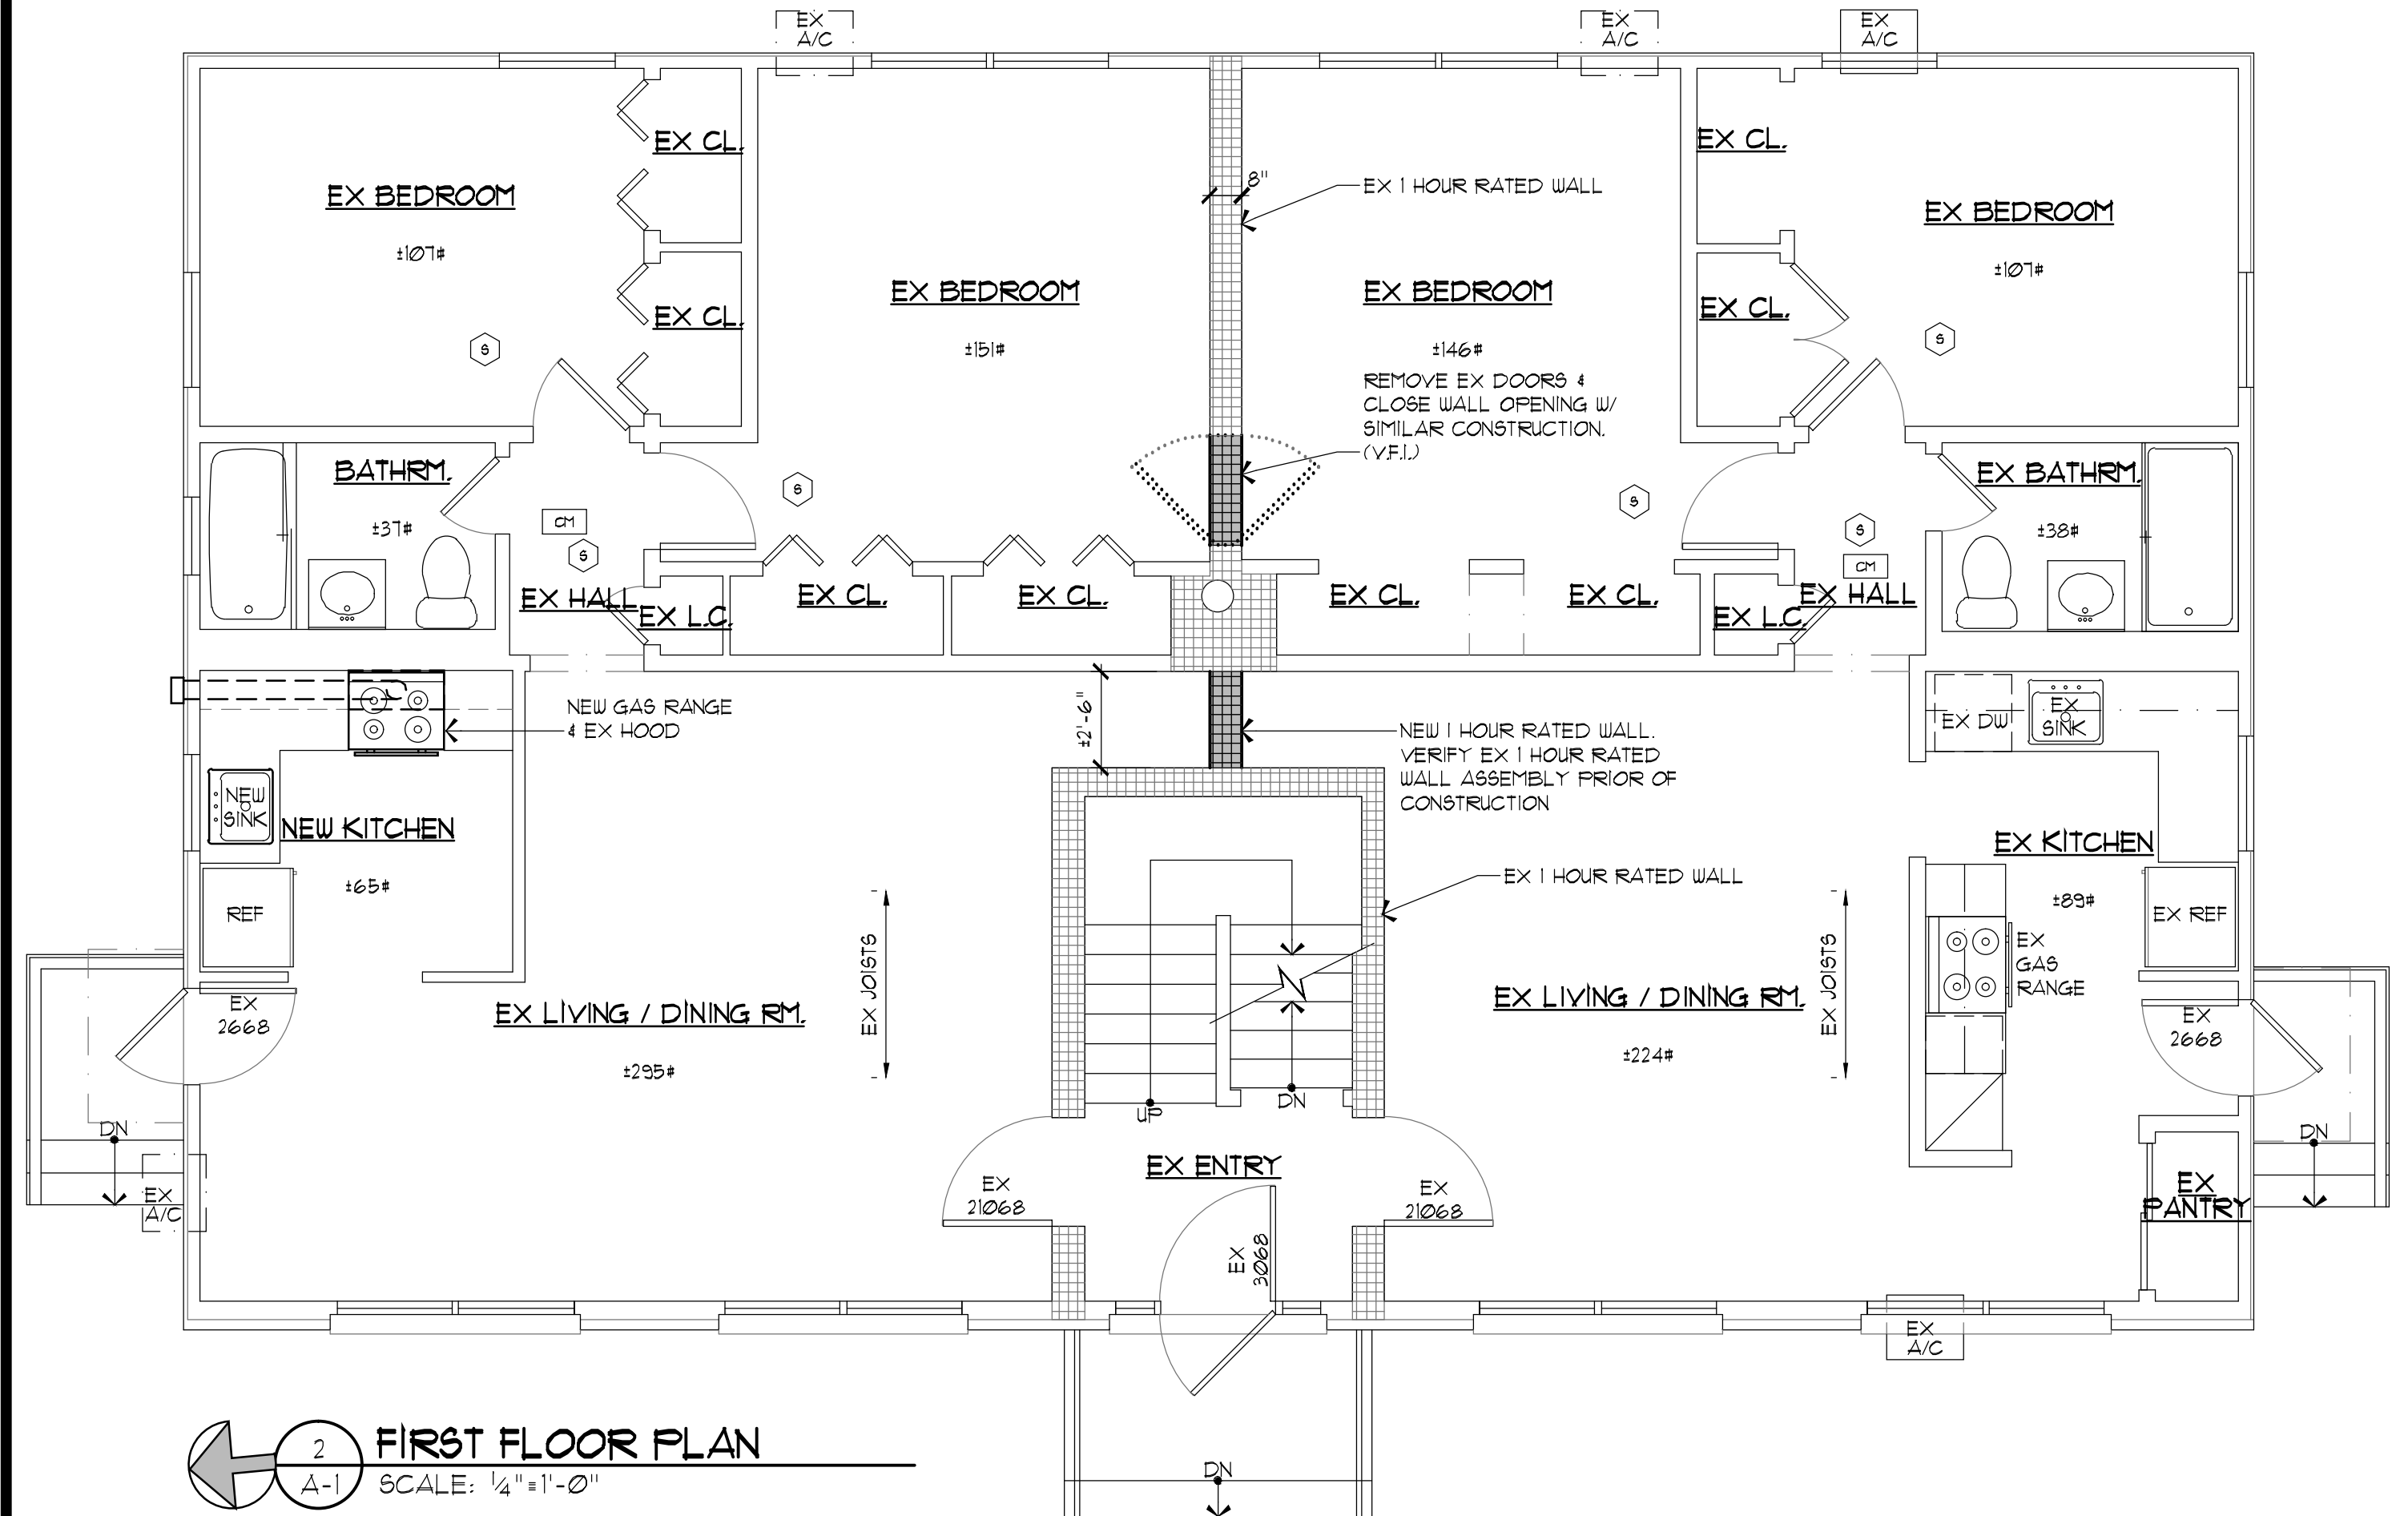 EX
A/C
EX
A/C
EX
A/C
EX CL.
EX CL.
8"
EX 1 HOUR RATED WALL
EX BEDROOM
±107#
EX BEDROOM
±107#
EX BEDROOM
±151#
EX BEDROOM
±146#
EX CL.
EX CL.
S
S
REMOVE EX DOORS &
CLOSE WALL OPENING W/
SIMILAR CONSTRUCTION.
(V.F.I.)
BATHRM.
±37#
S
S
EX BATHRM.
±38#
CM
S
S
CM
EX HALL
EX L.C.
EX CL.
EX CL.
EX CL.
EX CL.
EX L.C.
EX HALL
NEW GAS RANGE
& EX HOOD
±2'-6"
NEW 1 HOUR RATED WALL.
VERIFY EX 1 HOUR RATED
WALL ASSEMBLY PRIOR OF
CONSTRUCTION
EX DW
EX
SINK
NEW
SINK
NEW KITCHEN
±65#
EX KITCHEN
±89#
EX 1 HOUR RATED WALL
REF
EX REF
EX
GAS
RANGE
EX JOISTS
EX JOISTS
EX
2668
EX LIVING / DINING RM.
±295#
EX LIVING / DINING RM.
±224#
EX
2668
UP
DN
DN
DN
EX
A/C
EX ENTRY
EX
21068
EX
21068
EX
3068
EX
PANTRY
EX
A/C
2
A-1
FIRST FLOOR PLAN
SCALE: 1/4"=1'-0"
DN